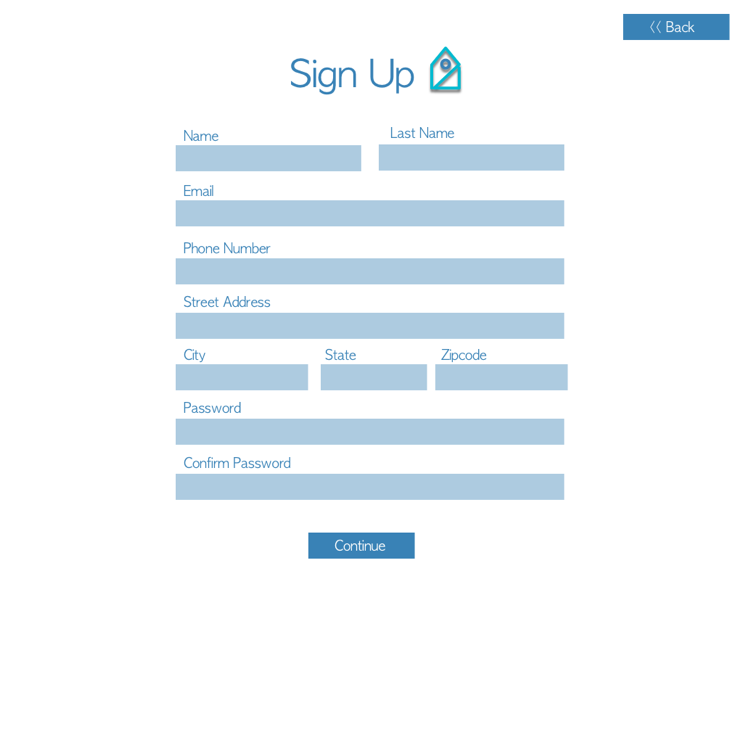 << Back
Sign Up
Name
Last Name
Email
Phone Number
Street Address
City State Zipcode
Password
Confirm Password
Continue